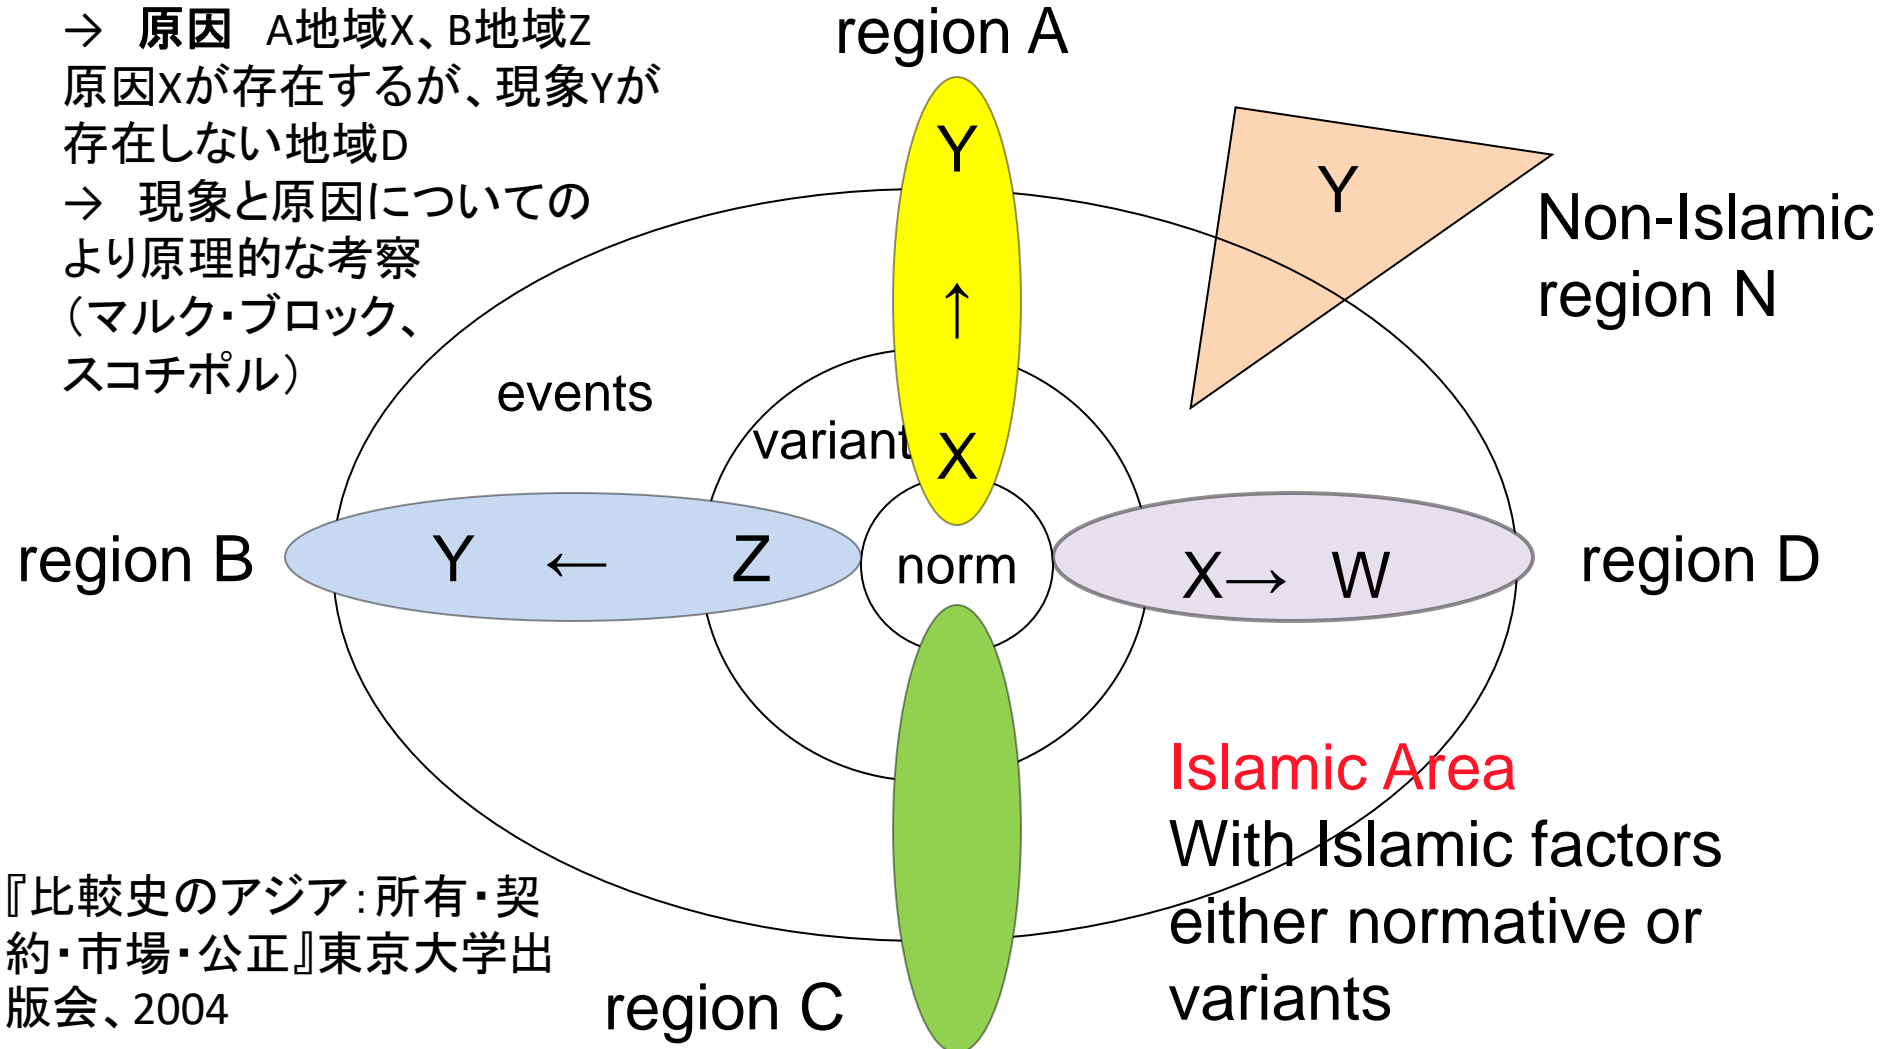 →　原因　A地域X、B地域Z
原因Xが存在するが、現象Yが
存在しない地域D
→　現象と原因についての
より原理的な考察
（マルク・ブロック、
スコチポル）
region A
Y
↑
X
Y
Non-Islamic
region N
events
variant
region B
Y ← Z
norm
X→ W
region D
Islamic Area
With Islamic factors
either normative or
variants
『比較史のアジア：所有・契
約・市場・公正』東京大学出
版会、2004
region C